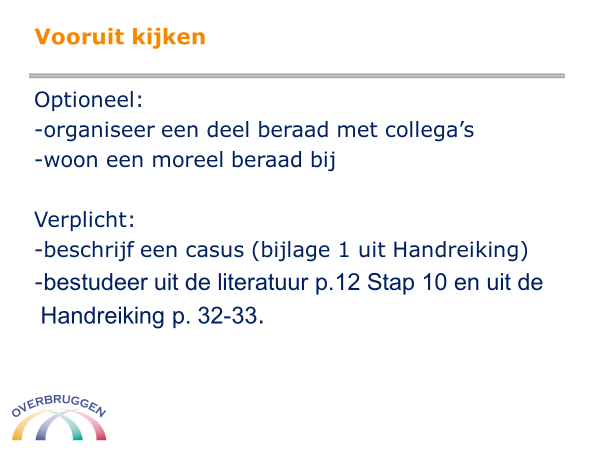 Vooruit kijken
Optioneel:
-organiseer een deel beraad met collega’s
-woon een moreel beraad bij
Verplicht:
-beschrijf een casus (bijlage 1 uit Handreiking)
-bestudeer uit de literatuur p.12 Stap 10 en uit de
Handreiking p. 32-33.
OVERBRUGGEN